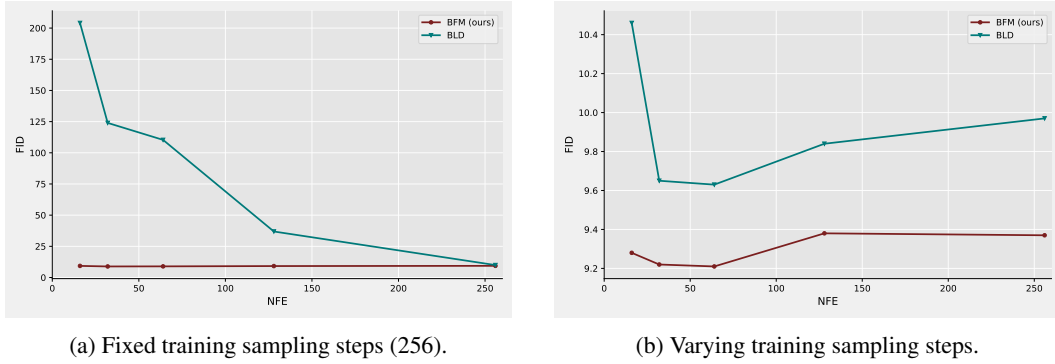 BFM (ours)
BLD
200
175
150
125
100
75
50
25
0
FID
0
50
100
150
200
250
NFE
(a) Fixed training sampling steps (256).
BFM (ours)
BLD
10.4
10.2
10.0
9.8
9.6
9.4
9.2
FID
0
50
100
150
200
250
NFE
(b) Varying training sampling steps.